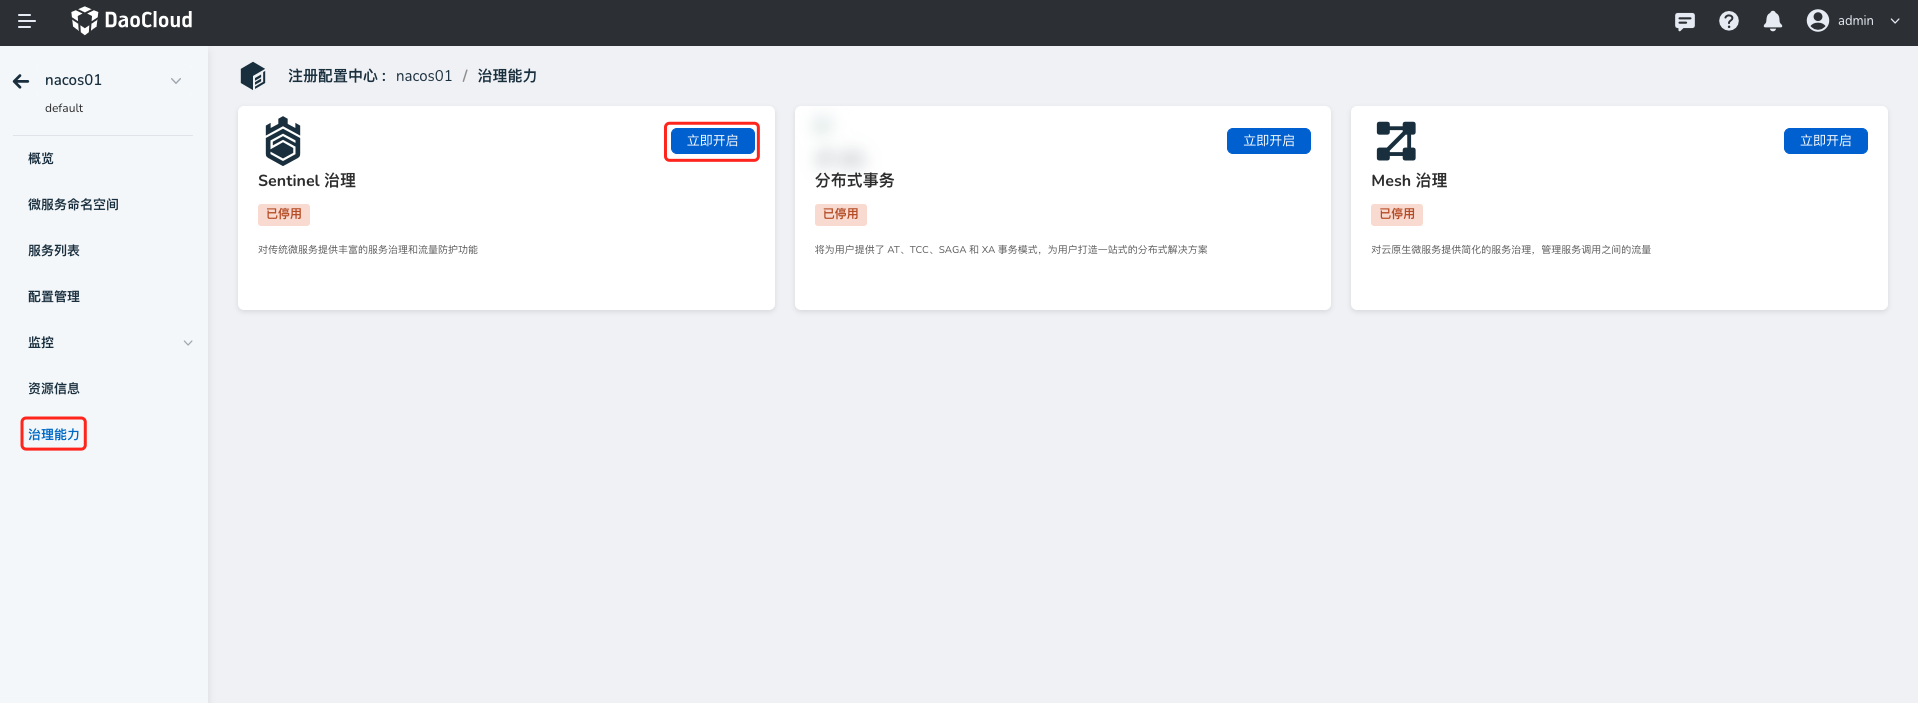 DaoCloud
admin
nacos01
default
概览
微服务命名空间
服务列表
配置管理
监控
资源信息
治理能力
注册配置中心： nacos01 / 治理能力
立即开启
Sentinel 治理
已停用
对传统微服务提供丰富的服务治理和流量防护功能
立即开启
分布式事务
已停用
将为用户提供了 AT、TCC、SAGA 和 XA 事务模式，为用户打造一站式的分布式解决方案
立即开启
Mesh 治理
已停用
对云原生微服务提供简化的服务治理，管理服务调用之间的流量